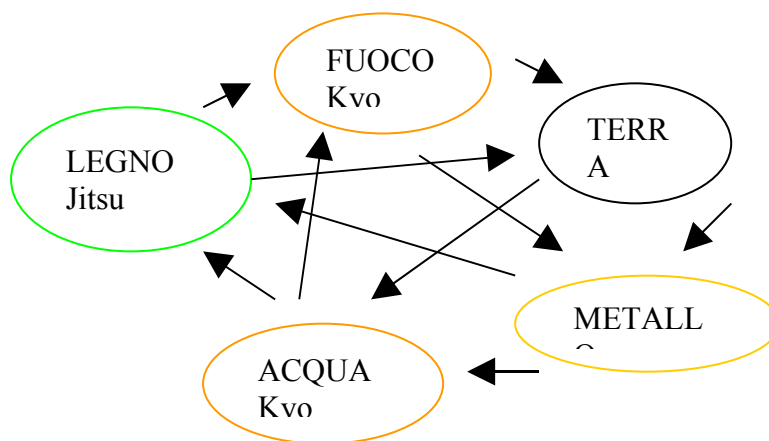 FUOCO
Kyo
TERR
A
LEGNO
Jitsu
METALL
O
ACQUA
Kyo